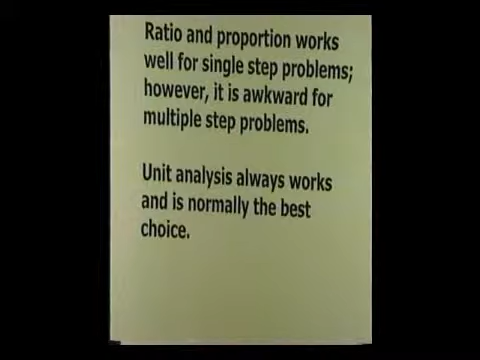 Ratio and proportion works
well for single step problems;
however, it is awkward for
multiple step problems.
Unit analysis always works
and is normally the best
choice.